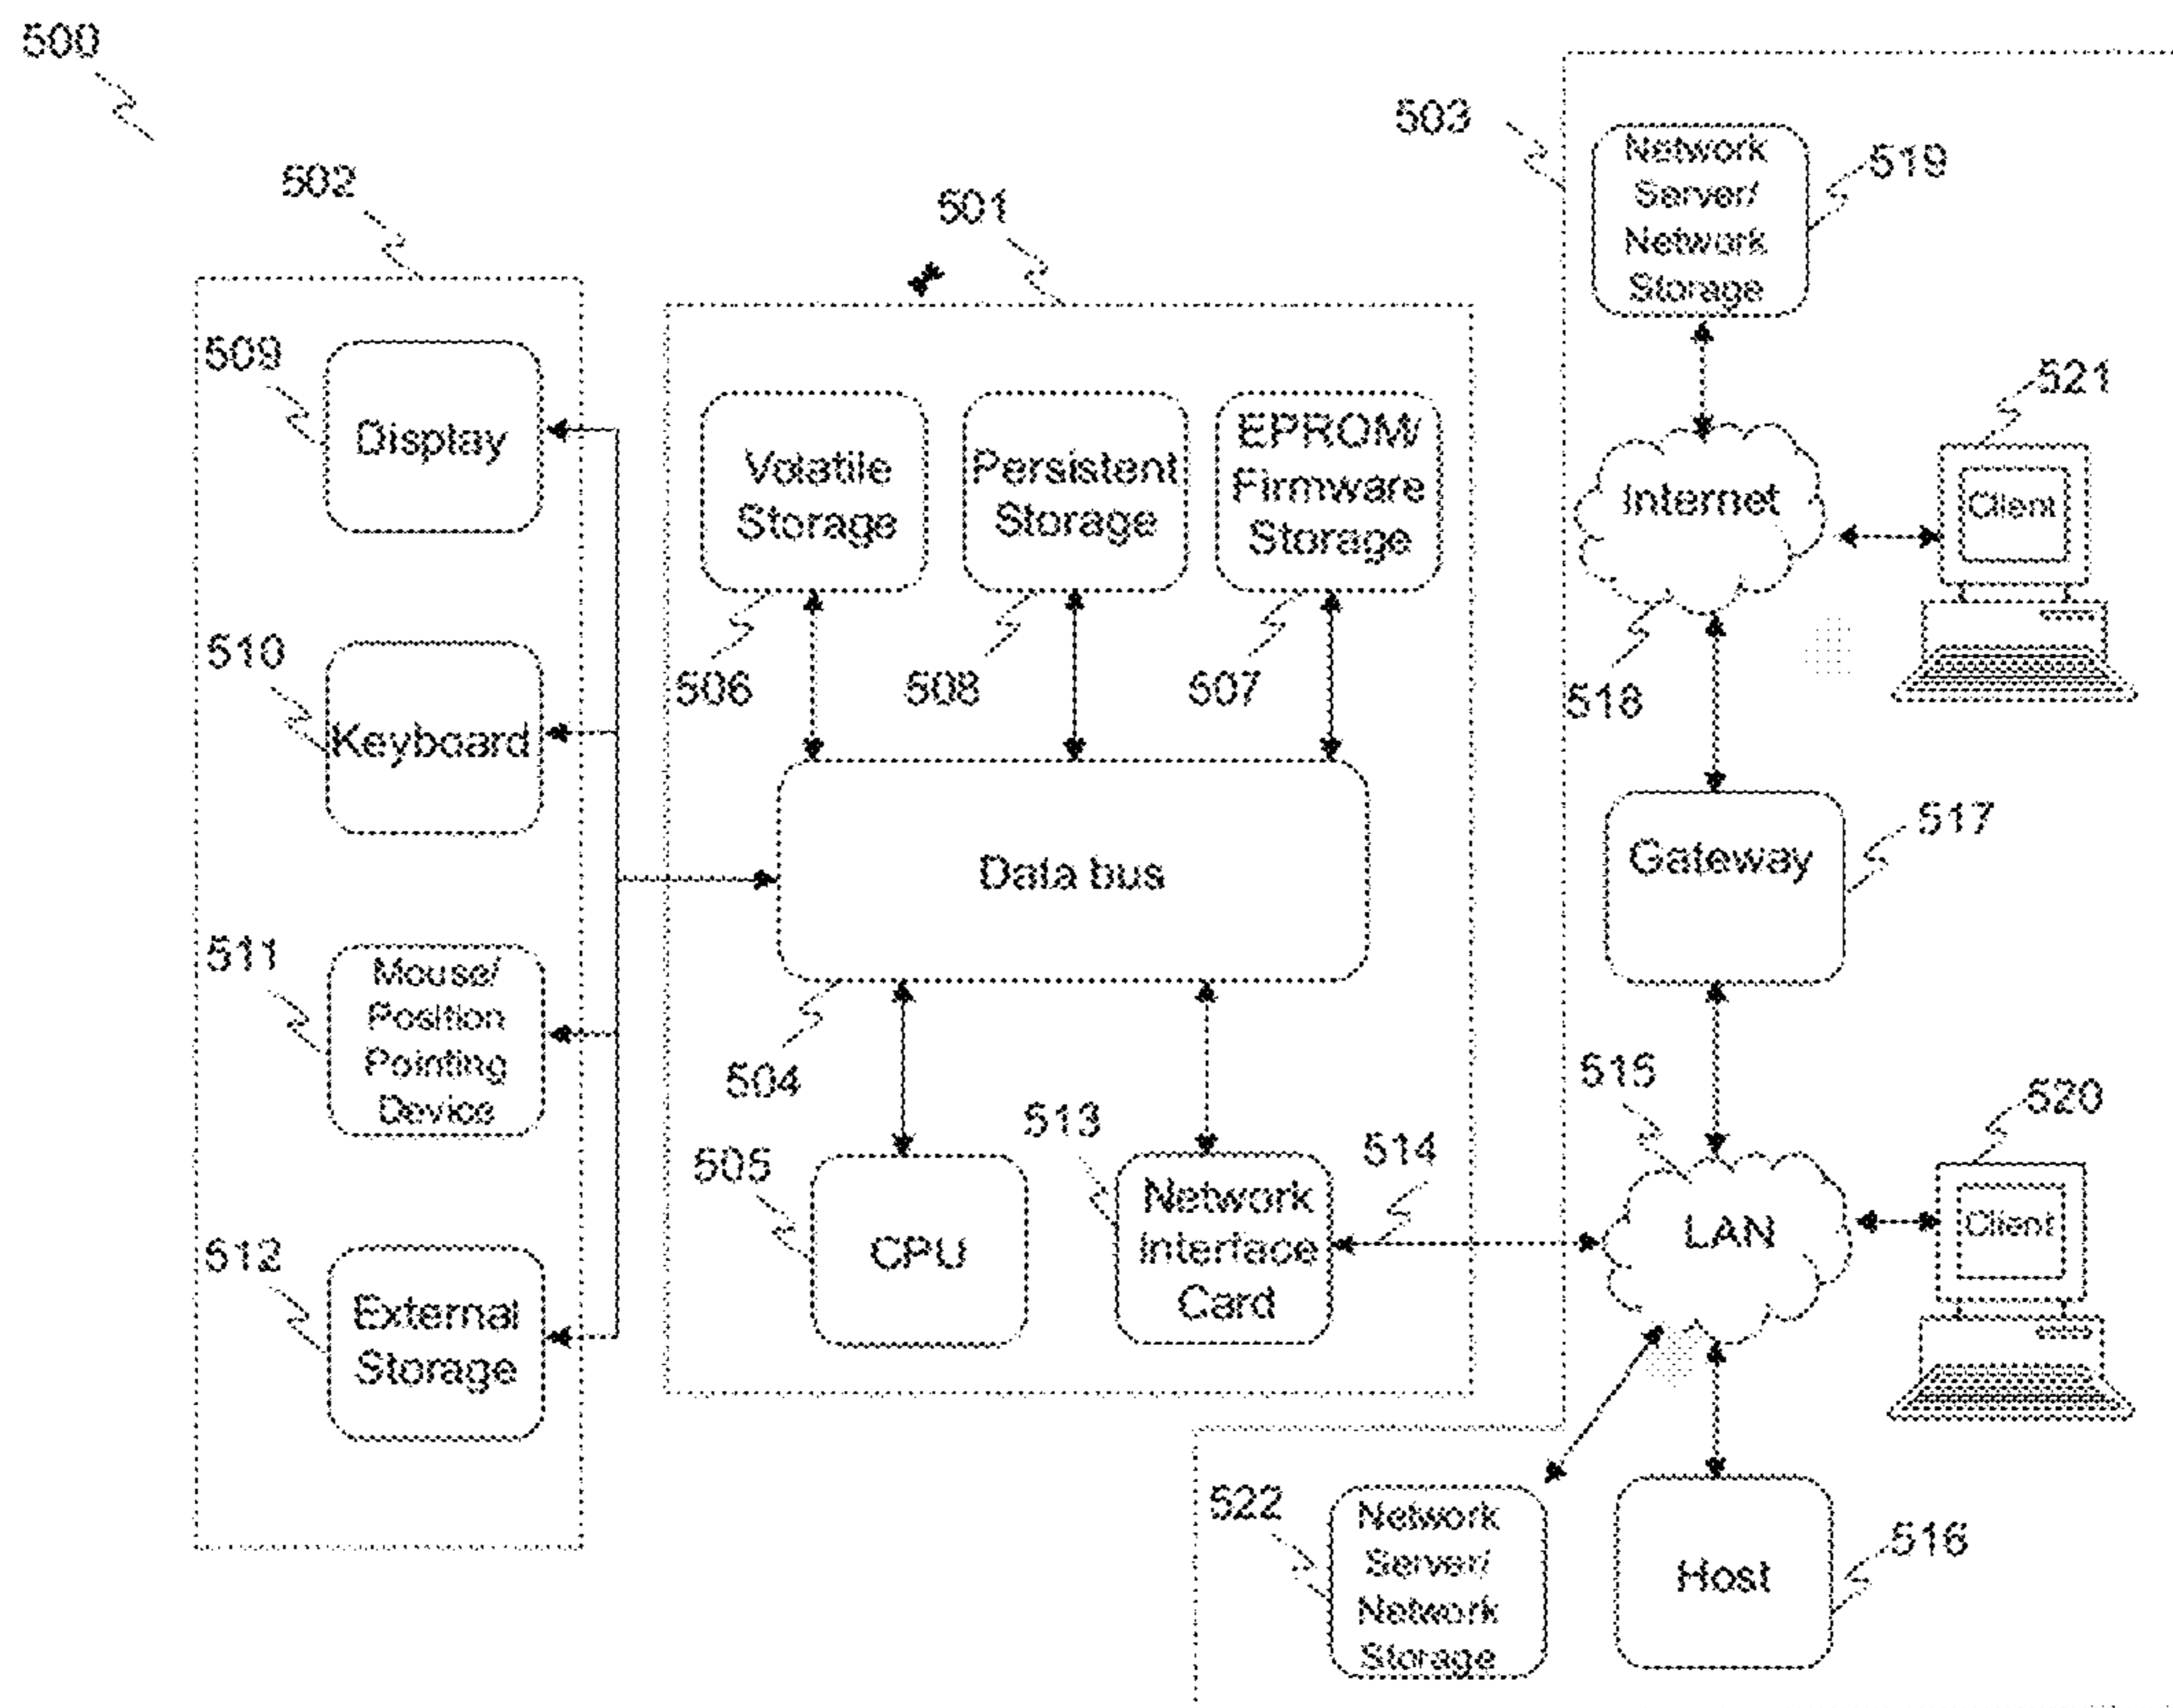 500
502
501
503
Network
Server/
Network
Storage
519
509
Display
Volatile
Storage
Persistent
Storage
EPROM/
Firmware
Storage
Internet
521
Client
510
Keyboard
506
508
507
518
Data bus
Gateway
517
511
Mouse/
Position
Pointing
Device
504
515
520
505
CPU
513
Network
Interface
Card
514
LAN
Client
512
External
Storage
522
Network
Server/
Network
Storage
Host
516